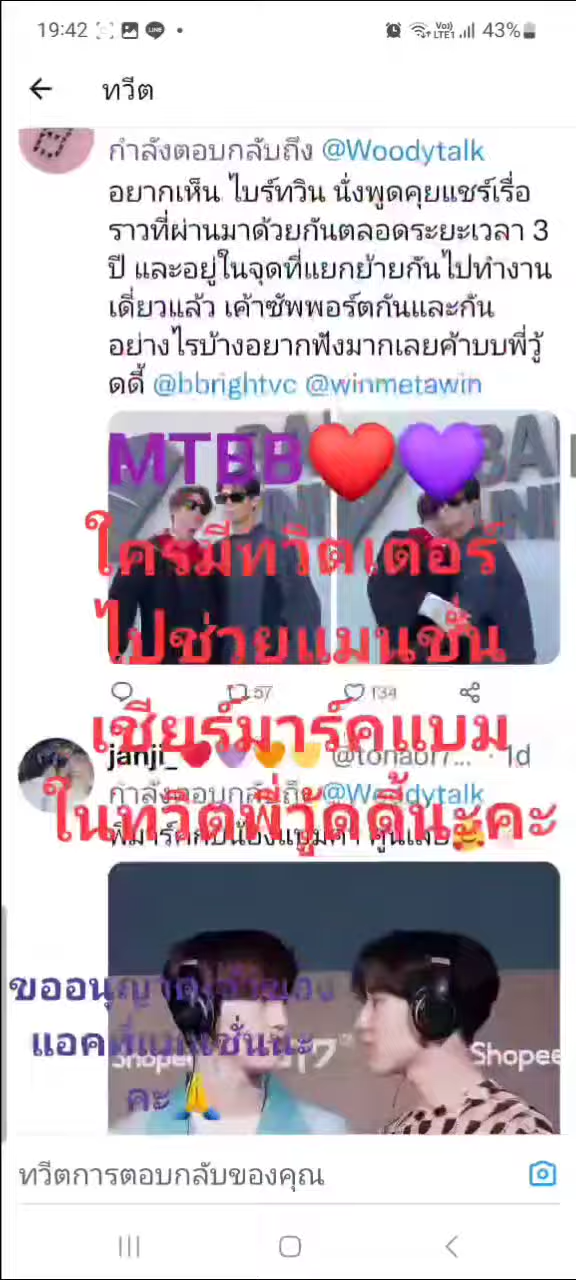 19:42
LINE
Vo)) LTE1
43%
ทวีต
กำลังตอบกลับถึง @Woodytalk
อยากเห็น ไบร์ทวิน นั่งพูดคุยแชร์เรื่อ
ราวที่ผ่านมาด้วยกันตลอดระยะเวลา 3
ปี และอยู่ในจุดที่แยกย้ายกันไปทำงาน
เดี่ยวแล้ว เค้าซัพพอร์ตกันและกัน
อย่างไรบ้างอยากฟังมากเลยค้าบบพี่วู้
ดดี้ @bbrightvc @winmetawin
MTBB❤️💜
ใครมีทวิตเตอร์
ไปช่วยแมนชั่น
57
134
เชียร์มาร์คแบม
janji_❤️💜🧡💛
1d
กำลังตอบกลับถึง @Woodytalk
ในทวิตพี่วู้ดดี้นะคะ
ขออนุญาต
แอคที่แมนชั่นนะ
คะ🙏
Shopee
Shopee
ทวีตการตอบกลับของคุณ